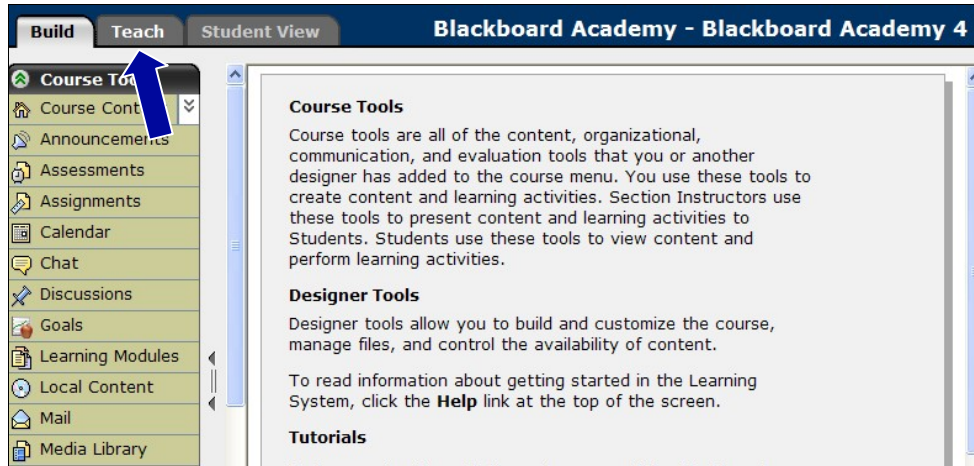 Build Teach Student View Blackboard Academy - Blackboard Academy 4
Course
Course
Announcements
Assessments
Assignments
Calendar
Chat
Discussions
Goals
Learning Modules
Local Content
Mail
Media Library
Course Tools
Course tools are all of the content, organizational,
communication, and evaluation tools that you or another
designer has added to the course menu. You use these tools to
create content and learning activities. Section Instructors use
these tools to present content and learning activities to
Students. Students use these tools to view content and
perform learning activities.
Designer Tools
Designer tools allow you to build and customize the course,
manage files, and control the availability of content.
To read information about getting started in the Learning
System, click the Help link at the top of the screen.
Tutorials